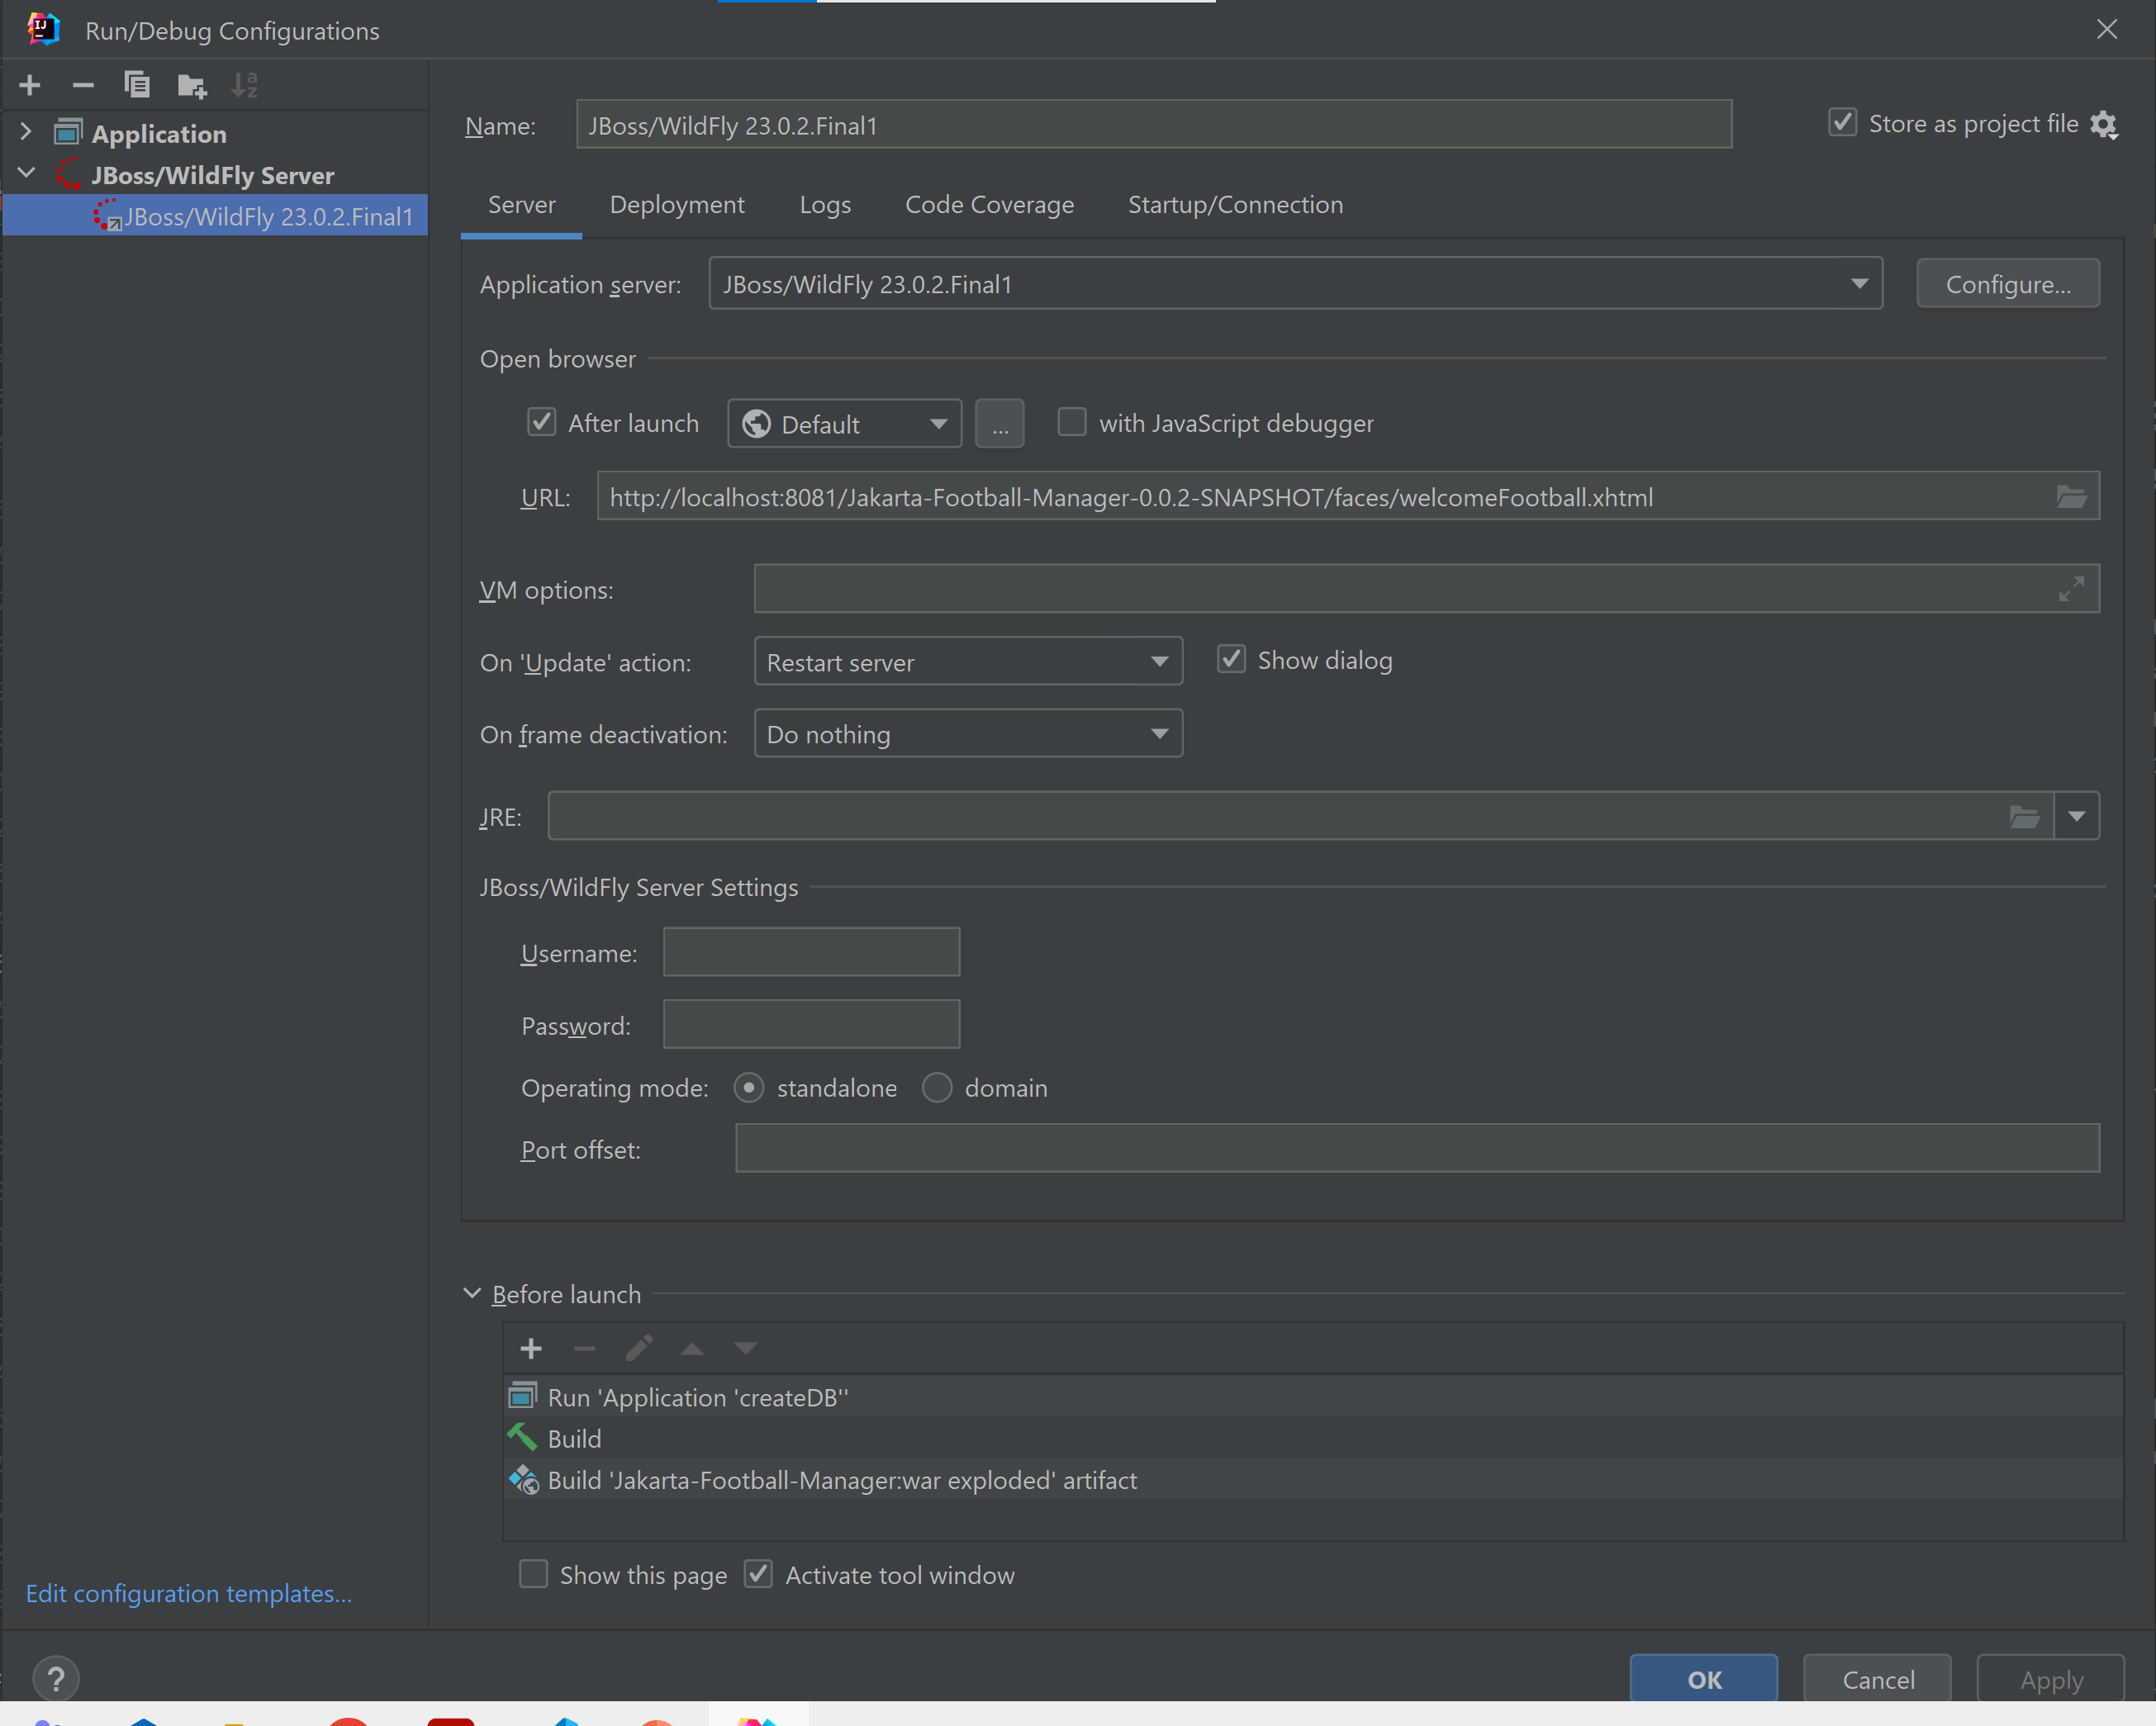 Run/Debug Configurations
Application
JBoss/WildFly Server
JBoss/WildFly 23.0.2.Final1
Name: JBoss/WildFly 23.0.2.Final1
Store as project file
Server Deployment Logs Code Coverage Startup/Connection
Application server: JBoss/WildFly 23.0.2.Final1 Configure...
Open browser
After launch Default ... with JavaScript debugger
URL: http://localhost:8081/Jakarta-Football-Manager-0.0.2-SNAPSHOT/faces/welcomeFootball.xhtml
VM options:
On 'Update' action: Restart server Show dialog
On frame deactivation: Do nothing
JRE:
JBoss/WildFly Server Settings
Username:
Password:
Operating mode: standalone domain
Port offset:
Before launch
Run 'Application 'createDB''
Build
Build 'Jakarta-Football-Manager:war exploded' artifact
Show this page Activate tool window
Edit configuration templates...
? OK Cancel Apply